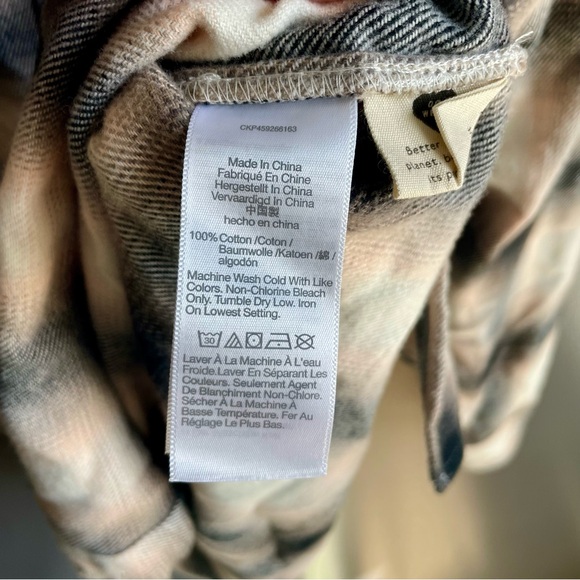 CKP459266163
Made In China
Fabriqué En Chine
Hergestellt In China
Vervaardigd In China
中国製
hecho en china
100% Cotton /Coton/
Baumwolle /Katoen /綿 /
algodón
Machine Wash Cold With Like
Colors. Non-Chlorine Bleach
Only. Tumble Dry Low. Iron
On Lowest Setting.
30
Laver À La Machine À L'eau
Froide.Laver En Séparant Les
Couleurs. Seulement Agent
De Blanchiment Non-Chlore.
Sécher À La Machine À
Basse Température. Fer Au
Réglage Le Plus Bas.
Better
planet,
its